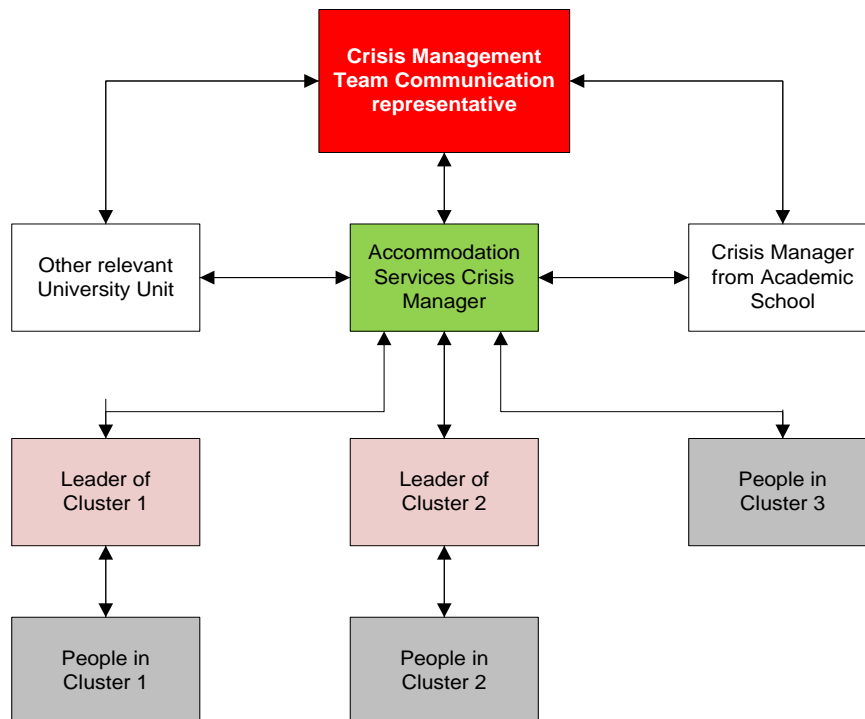 Crisis Management
Team Communication
representative
Other relevant
University Unit
Accommodation
Services Crisis
Manager
Crisis Manager
from Academic
School
Leader of
Cluster 1
Leader of
Cluster 2
People in
Cluster 3
People in
Cluster 1
People in
Cluster 2